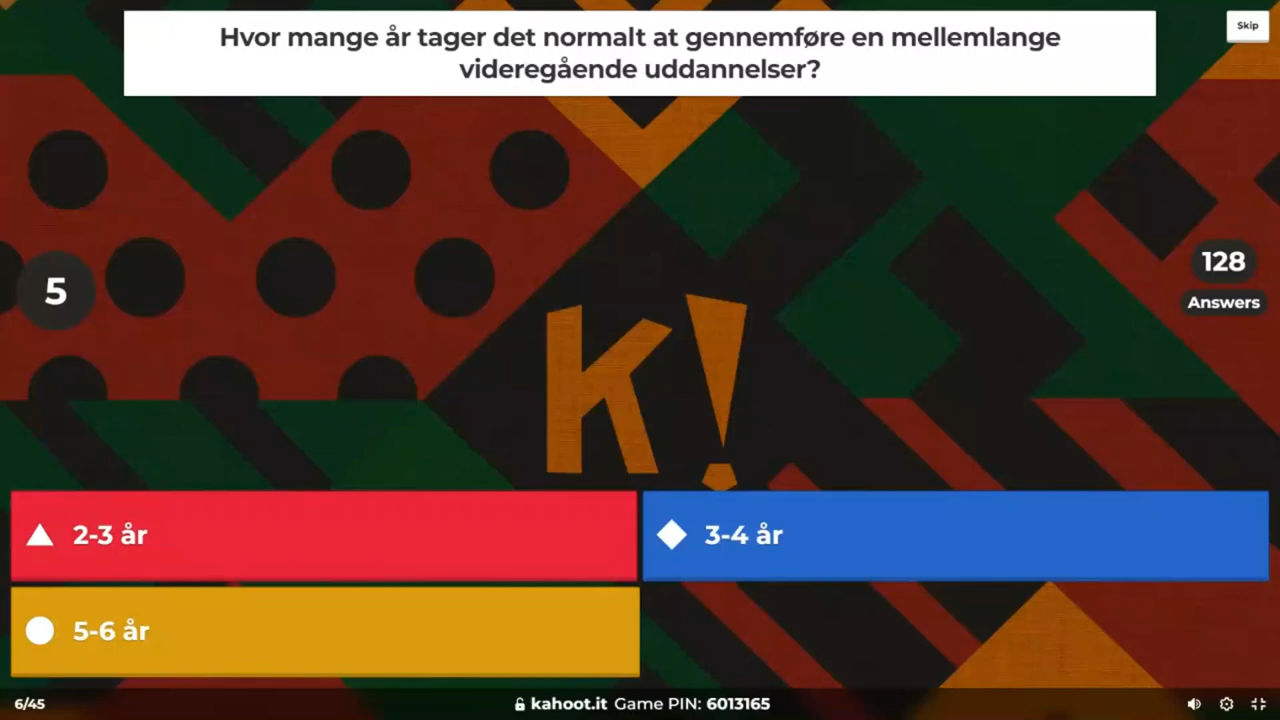 Hvor mange år tager det normalt at gennemføre en mellemlange
videregående uddannelser?
Skip
5
128
Answers
K!
2-3 år
3-4 år
5-6 år
6/45
kahoot.it Game PIN: 6013165